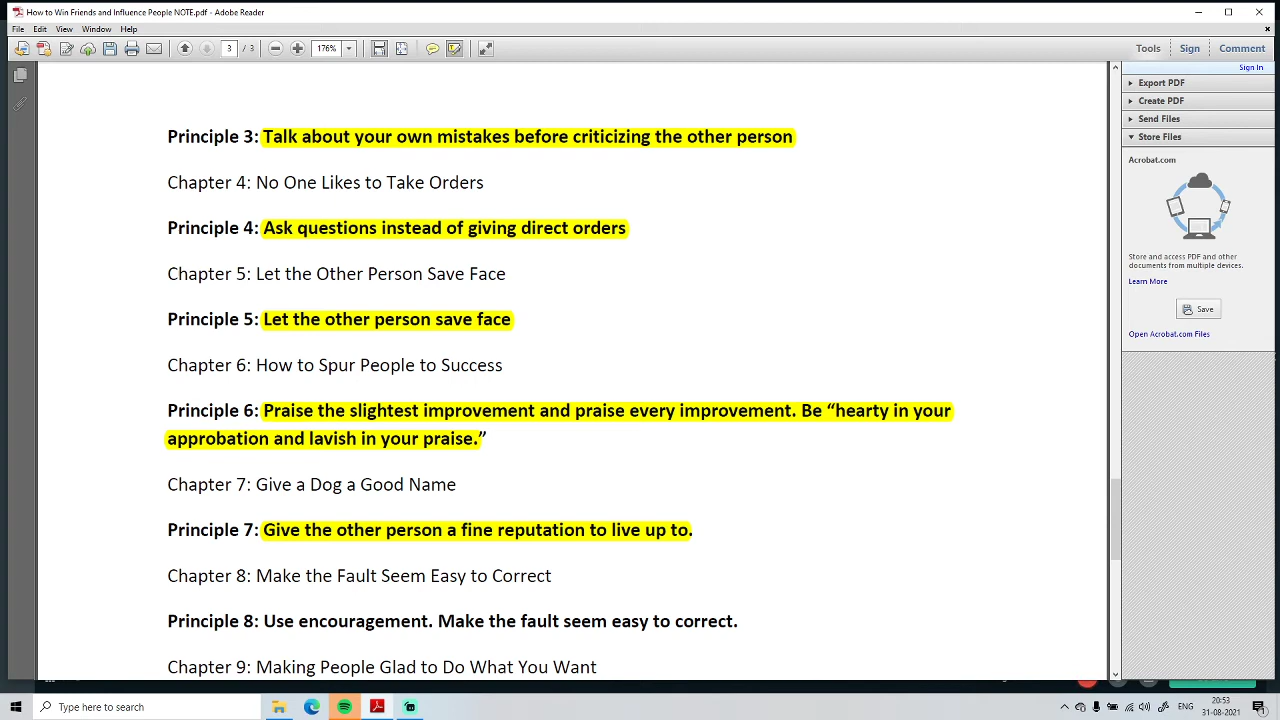 How to Win Friends and Influence People NOTE.pdf - Adobe Reader
File Edit View Window Help
3 / 3 176% Tools Sign Comment
Sign In
Export PDF
Create PDF
Send Files
Store Files
Acrobat.com
Store and access PDF and other
documents from multiple devices.
Learn More
Save
Open Acrobat.com Files
Principle 3: Talk about your own mistakes before criticizing the other person
Chapter 4: No One Likes to Take Orders
Principle 4: Ask questions instead of giving direct orders
Chapter 5: Let the Other Person Save Face
Principle 5: Let the other person save face
Chapter 6: How to Spur People to Success
Principle 6: Praise the slightest improvement and praise every improvement. Be “hearty in your
approbation and lavish in your praise.”
Chapter 7: Give a Dog a Good Name
Principle 7: Give the other person a fine reputation to live up to.
Chapter 8: Make the Fault Seem Easy to Correct
Principle 8: Use encouragement. Make the fault seem easy to correct.
Chapter 9: Making People Glad to Do What You Want
Type here to search
ENG
20:53
31-08-2021